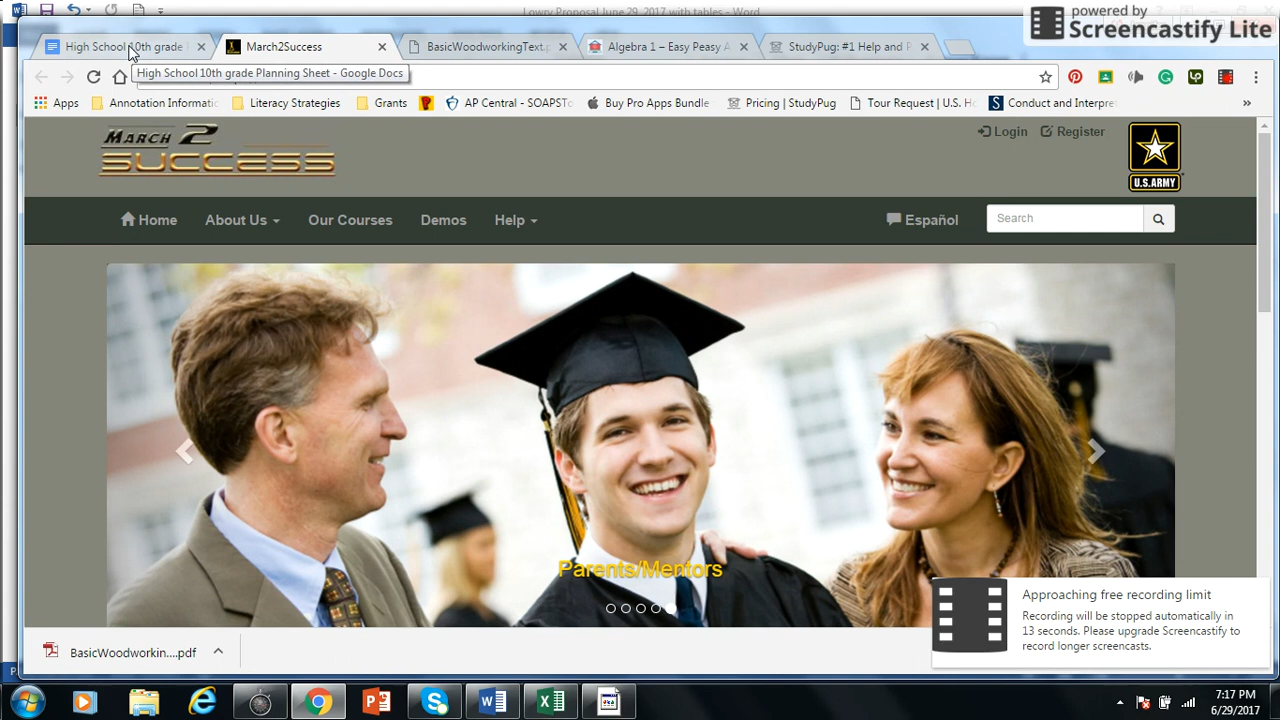 Lowry Proposal June 29, 2017 with tables - Word
powered by
Screencastify Lite
High School 10th grade
March2Success
BasicWoodworkingText.p
Algebra 1 – Easy Peasy A
StudyPug: #1 Help and P
High School 10th grade Planning Sheet - Google Docs
Apps
Annotation Informati
Literacy Strategies
Grants
AP Central - SOAPSTo
Buy Pro Apps Bundle
Pricing | StudyPug
Tour Request | U.S. H
Conduct and Interpre
»
MARCH 2
SUCCESS
Login
Register
U.S. ARMY
Home
About Us
Our Courses
Demos
Help
Español
Search
Parents/Mentors
Approaching free recording limit
Recording will be stopped automatically in
13 seconds. Please upgrade Screencastify to
record longer screencasts.
BasicWoodworkin....pdf
7:17 PM
6/29/2017